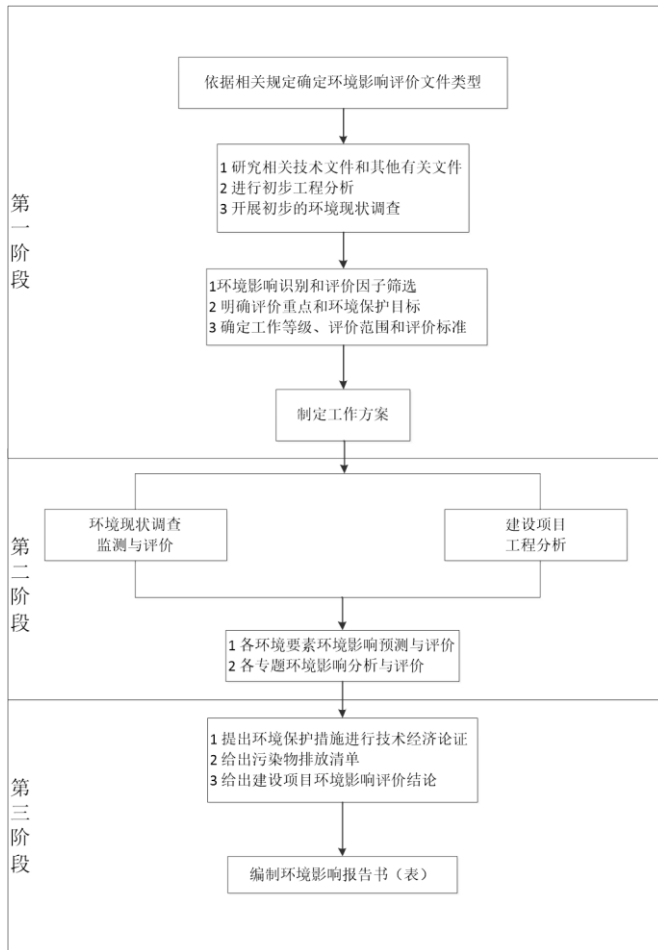 第一阶段
依据相关规定确定环境影响评价文件类型
1 研究相关技术文件和其他有关文件
2 进行初步工程分析
3 开展初步的环境现状调查
1环境影响识别和评价因子筛选
2 明确评价重点和环境保护目标
3 确定工作等级、评价范围和评价标准
制定工作方案
第二阶段
环境现状调查
监测与评价
建设项目
工程分析
1 各环境要素环境影响预测与评价
2 各专题环境影响分析与评价
第三阶段
1 提出环境保护措施进行技术经济论证
2 给出污染物排放清单
3 给出建设项目环境影响评价结论
编制环境影响报告书（表）